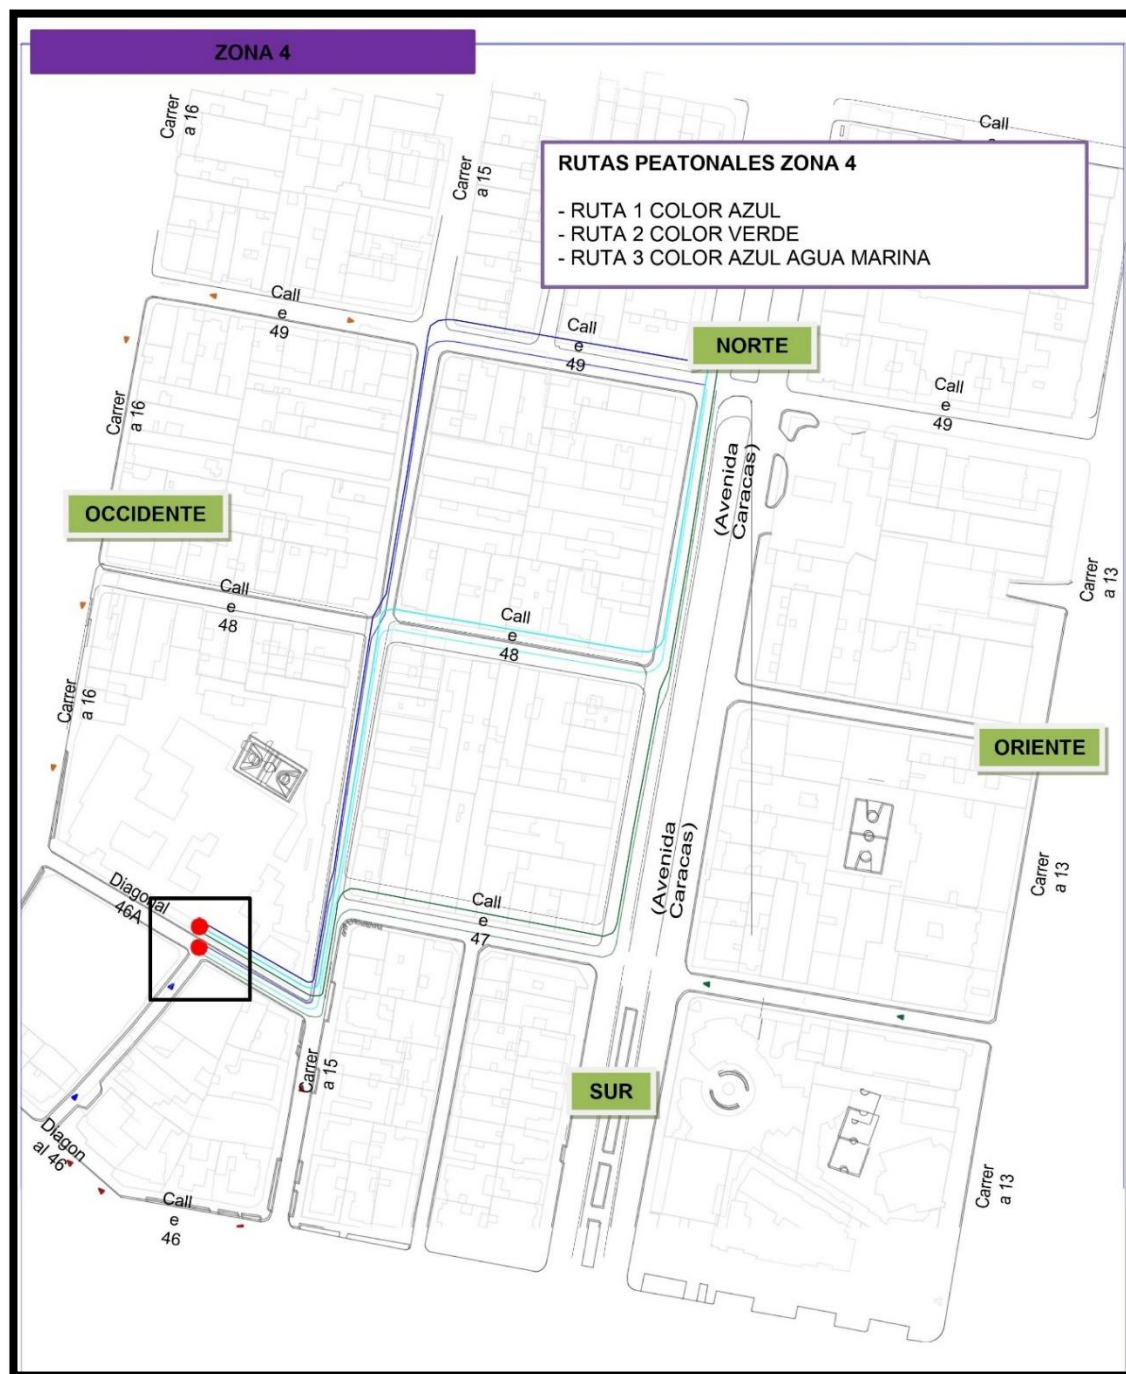 ZONA 4
Carrer
a 16
Carrer
a 15
Call
RUTAS PEATONALES ZONA 4
- RUTA 1 COLOR AZUL
- RUTA 2 COLOR VERDE
- RUTA 3 COLOR AZUL AGUA MARINA
Call
e
49
Call
e
49
NORTE
Call
e
49
Carrer
a 16
(Avenida
Caracas)
OCCIDENTE
Call
e
48
Call
e
48
Carrer
a 13
Carrer
a 16
ORIENTE
(Avenida
Caracas)
Carrer
a 13
Diagonal
46A
Call
e
47
Carrer
a 15
SUR
Diagon
al 46
Call
e
46
Carrer
a 13